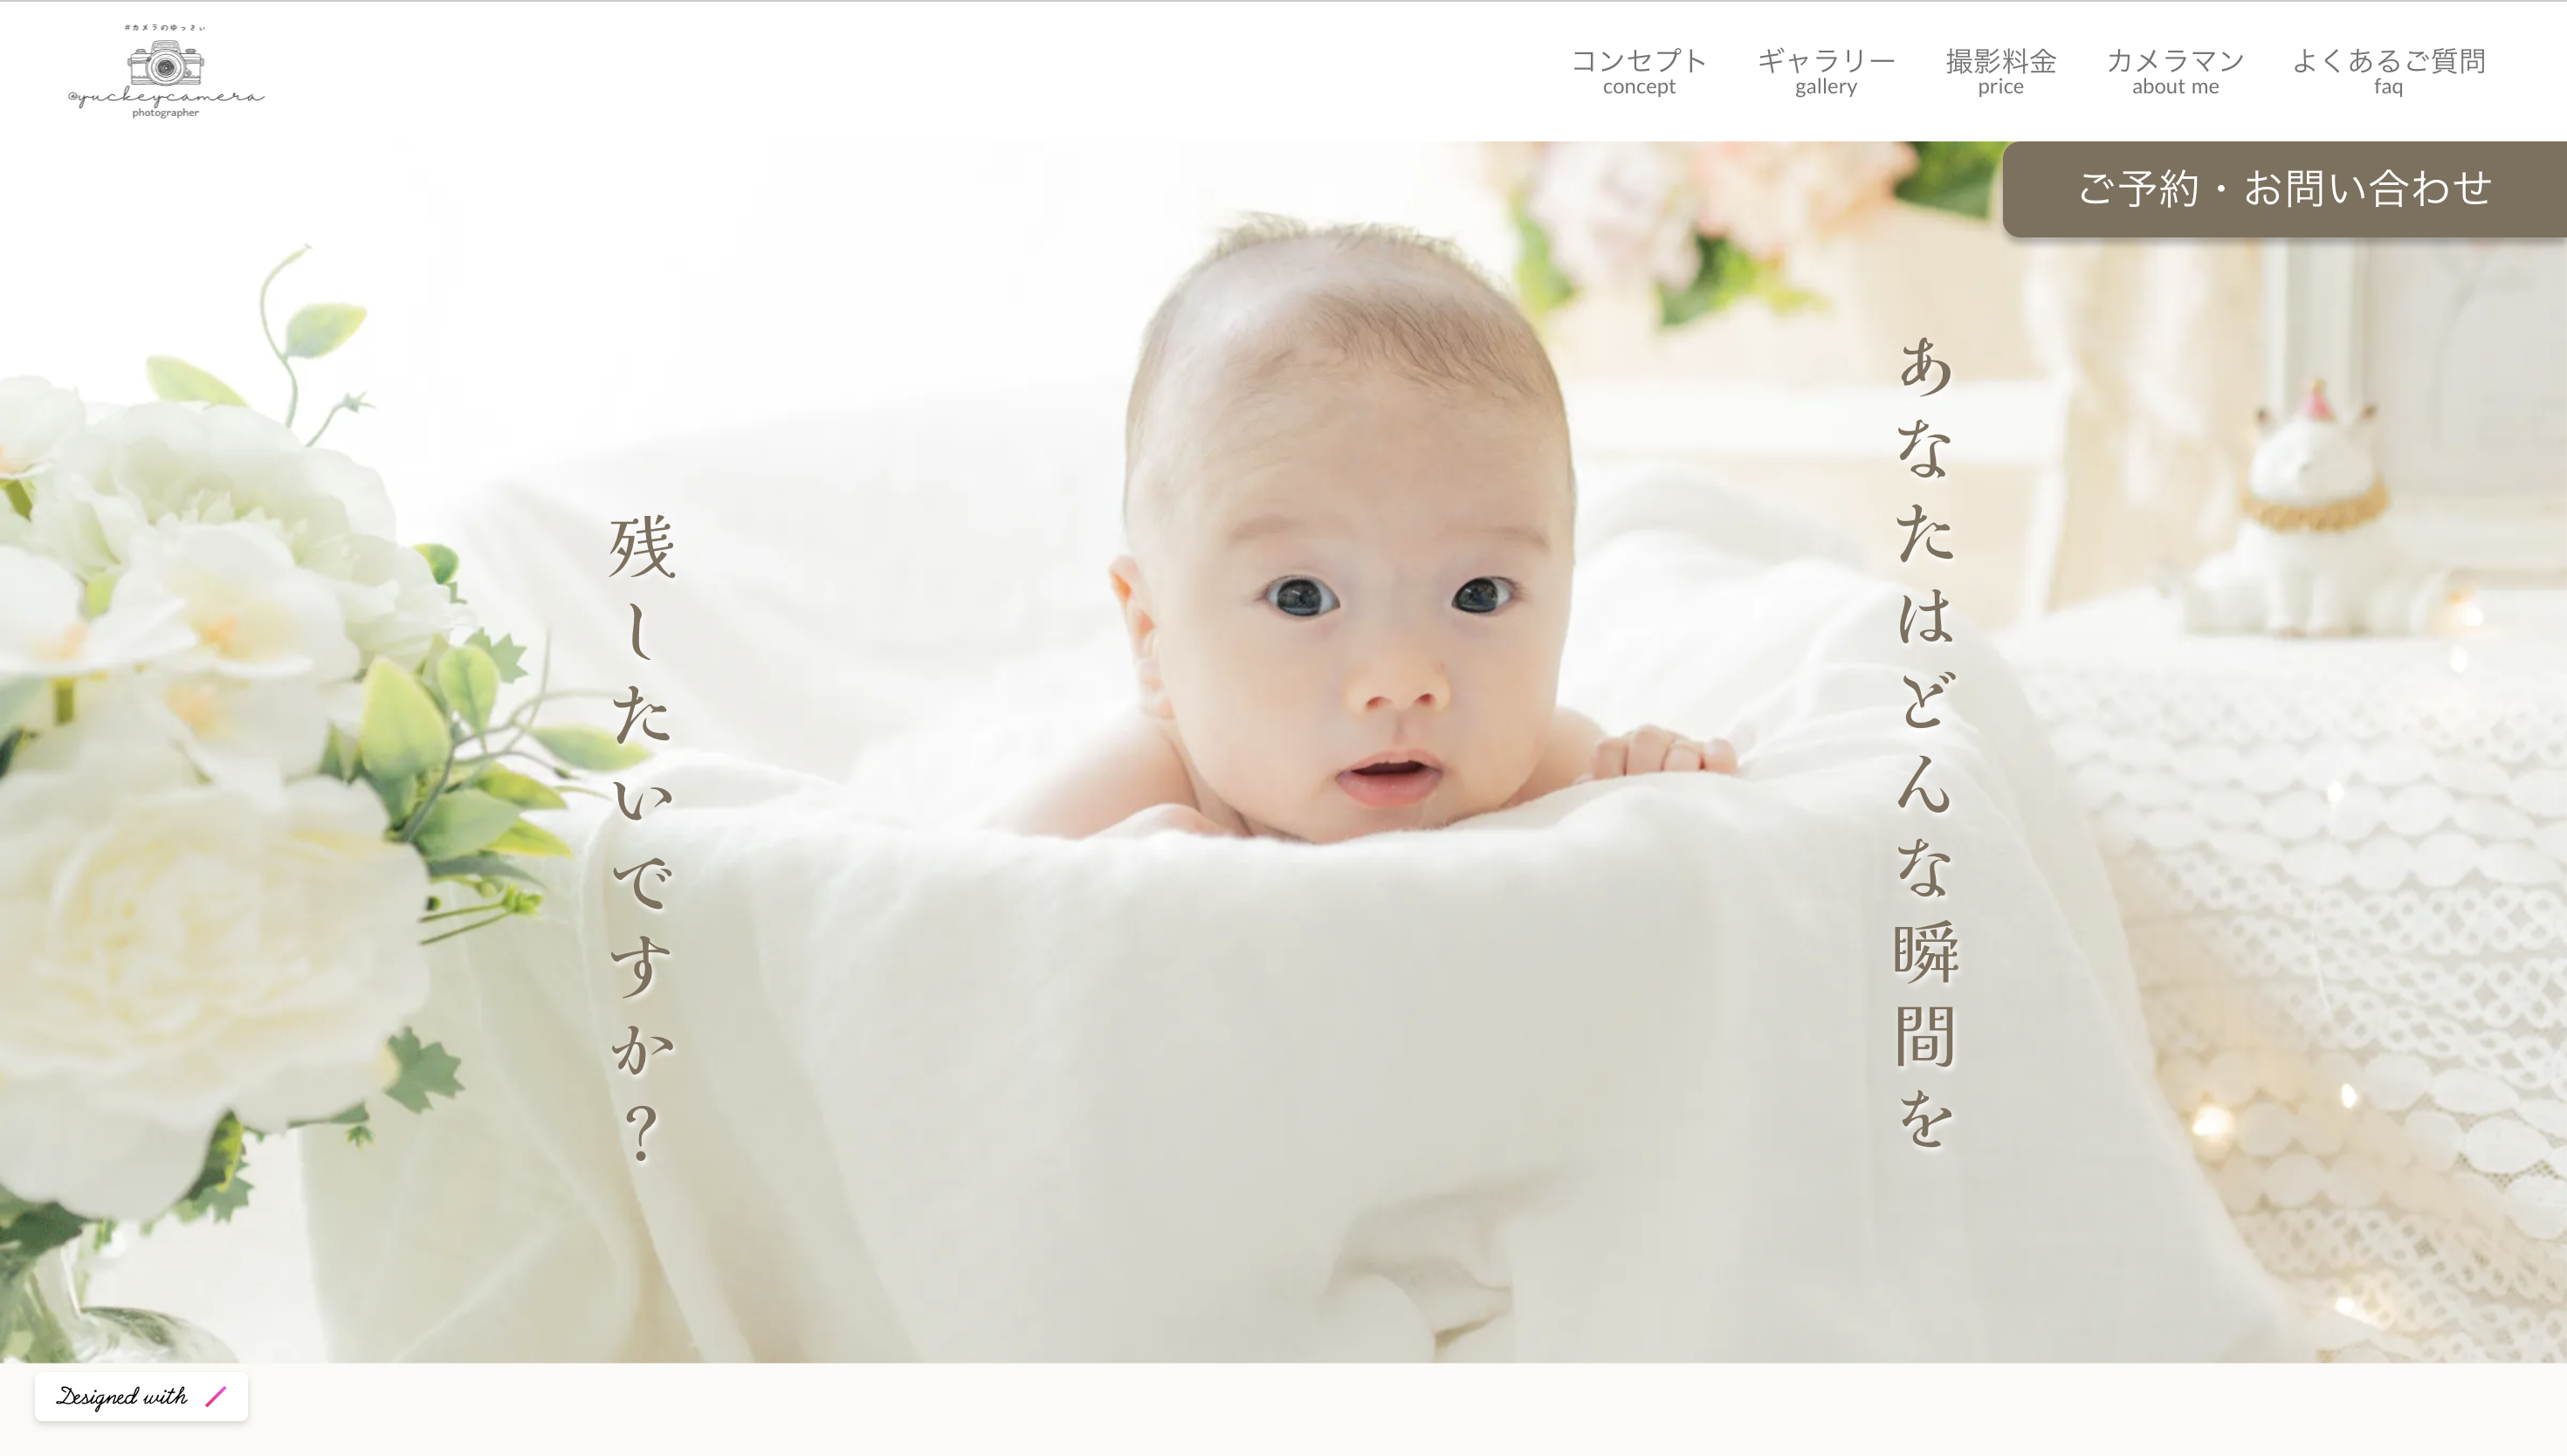 #カメラのゆっきぃ
@yuckeycamera
photographer
コンセプト
concept
ギャラリー
gallery
撮影料金
price
カメラマン
about me
よくあるご質問
faq
ご予約・お問い合わせ
あなたはどんな瞬間を
残したいですか？
Designed with